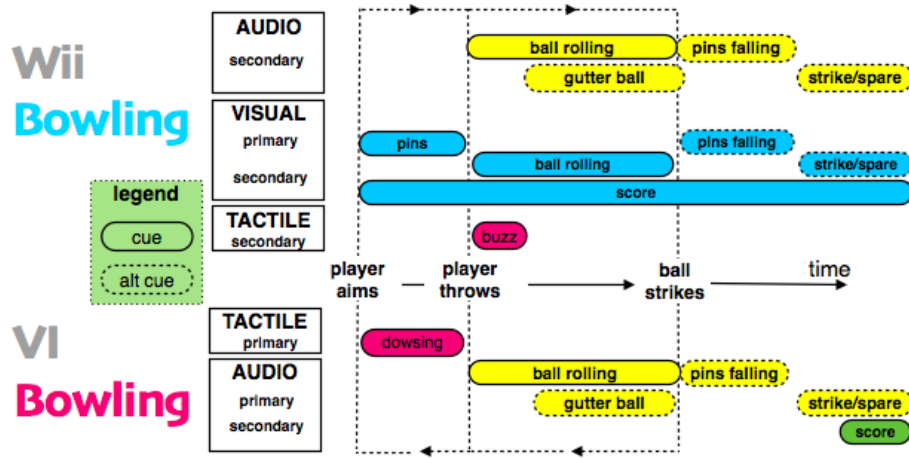 Wii
Bowling
AUDIO
secondary
ball rolling
pins falling
gutter ball
strike/spare
VISUAL
primary
pins
pins falling
ball rolling
strike/spare
secondary
score
legend
cue
alt cue
TACTILE
secondary
buzz
player aims
player throws
ball strikes
time
VI
Bowling
TACTILE
primary
dowsing
AUDIO
ball rolling
pins falling
primary
gutter ball
strike/spare
secondary
score